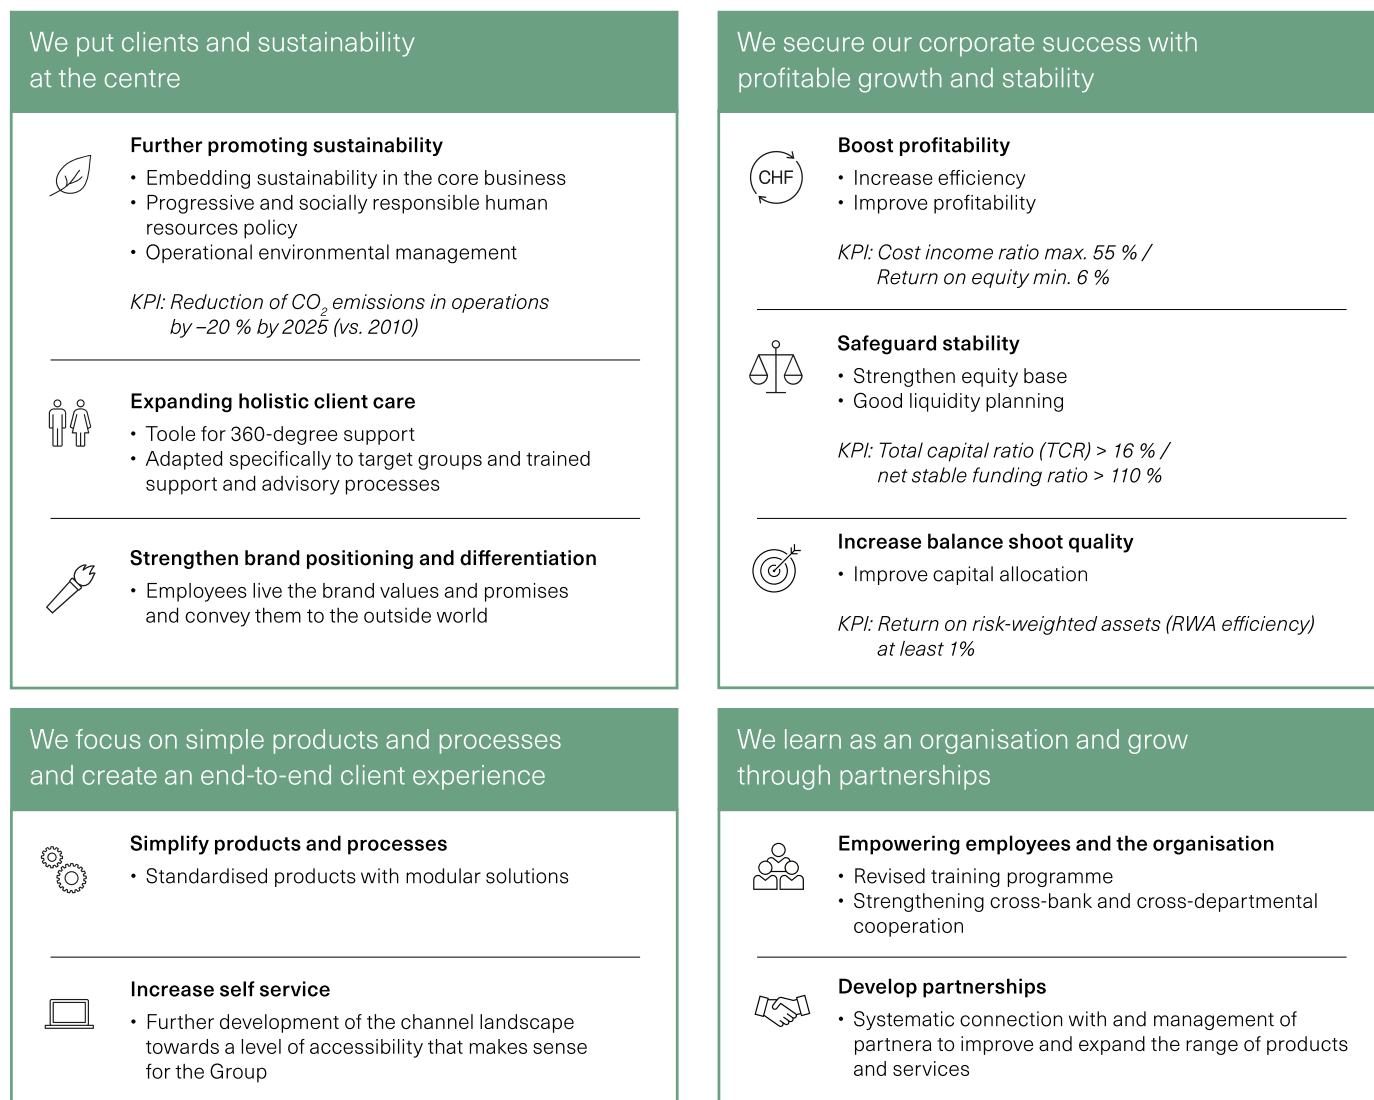 We put clients and sustainability
at the centre
Further promoting sustainability
• Embedding sustainability in the core business
• Progressive and socially responsible human
resources policy
• Operational environmental management
KPI: Reduction of CO2 emissions in operations
by –20 % by 2025 (vs. 2010)
Expanding holistic client care
• Toole for 360-degree support
• Adapted specifically to target groups and trained
support and advisory processes
Strengthen brand positioning and differentiation
• Employees live the brand values and promises
and convey them to the outside world
We secure our corporate success with
profitable growth and stability
CHF
Boost profitability
• Increase efficiency
• Improve profitability
KPI: Cost income ratio max. 55 % /
Return on equity min. 6 %
Safeguard stability
• Strengthen equity base
• Good liquidity planning
KPI: Total capital ratio (TCR) > 16 % /
net stable funding ratio > 110 %
Increase balance shoot quality
• Improve capital allocation
KPI: Return on risk-weighted assets (RWA efficiency)
at least 1%
We focus on simple products and processes
and create an end-to-end client experience
Simplify products and processes
• Standardised products with modular solutions
Increase self service
• Further development of the channel landscape
towards a level of accessibility that makes sense
for the Group
We learn as an organisation and grow
through partnerships
Empowering employees and the organisation
• Revised training programme
• Strengthening cross-bank and cross-departmental
cooperation
Develop partnerships
• Systematic connection with and management of
partnera to improve and expand the range of products
and services